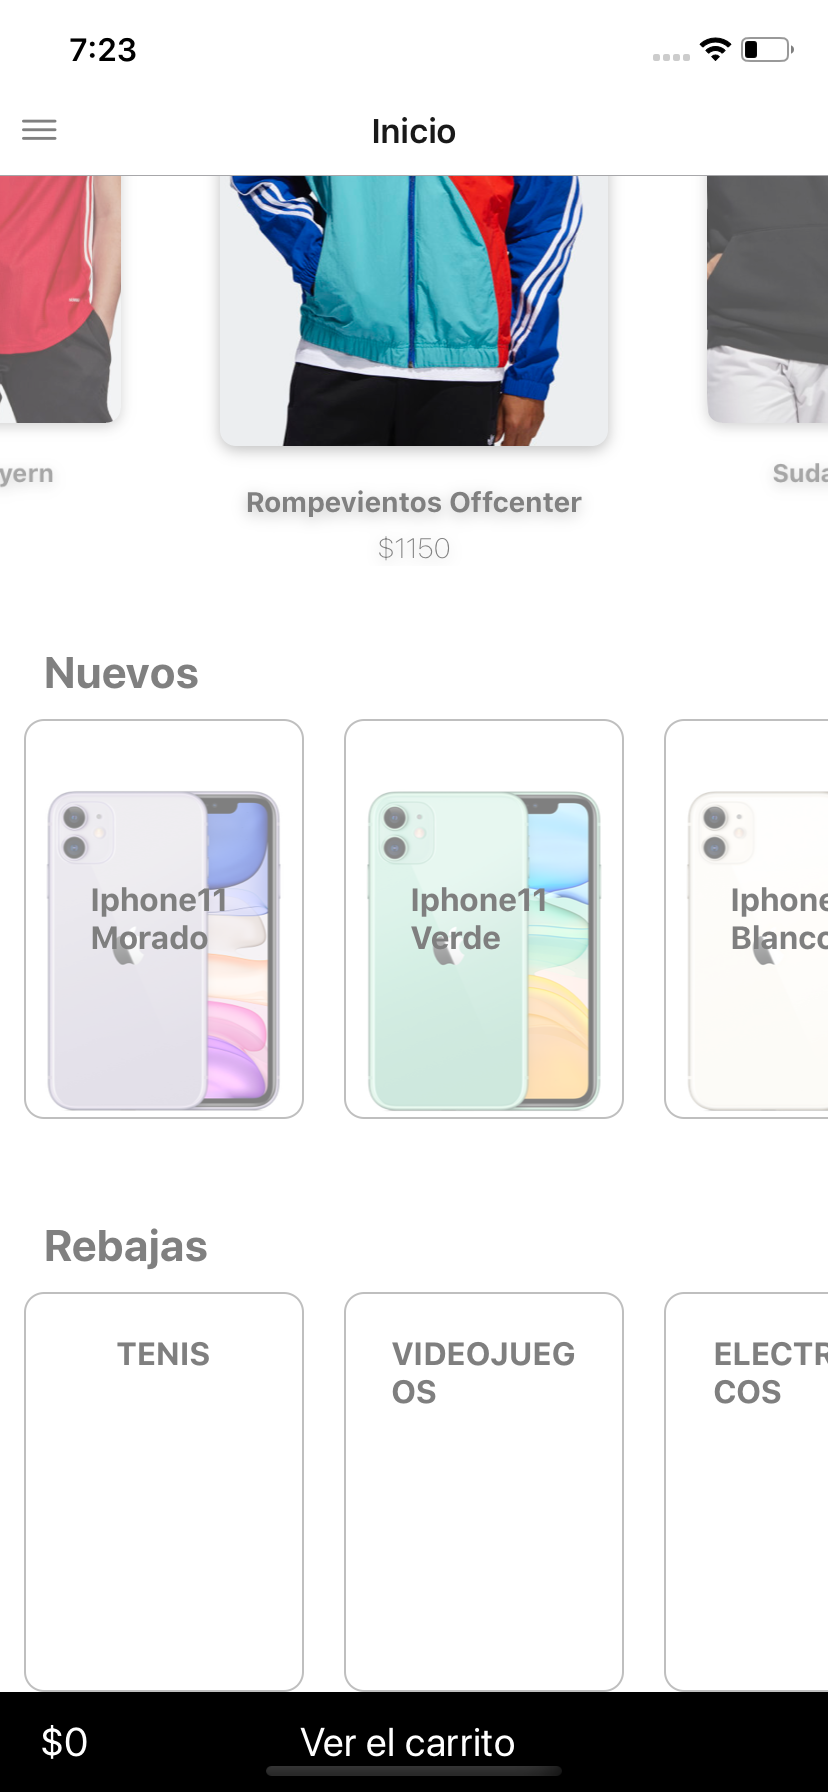 7:23
Inicio
yern
Rompevientos Offcenter
Suda
$1150
Nuevos
Iphone11
Morado
Iphone11
Verde
Iphone
Blanco
Rebajas
TENIS
VIDEOJUEG
OS
ELECTR
COS
$0
Ver el carrito